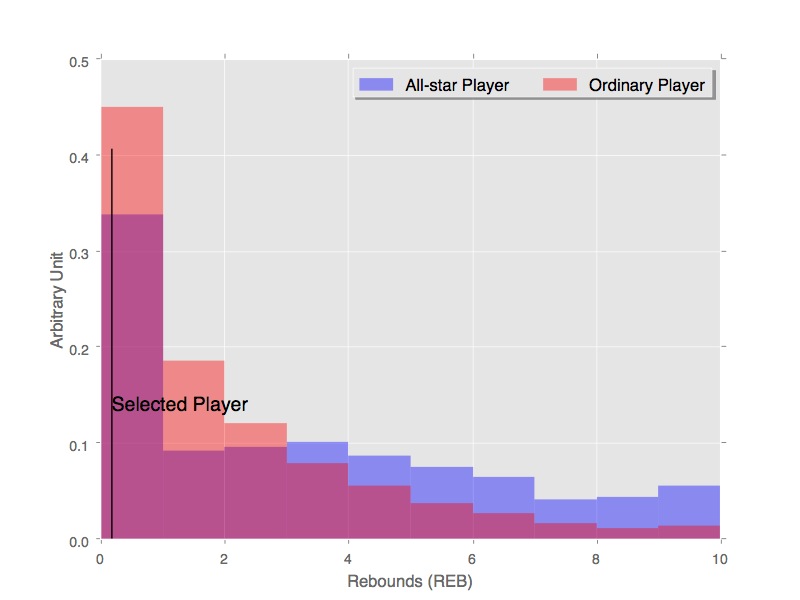 0.5
All-star Player Ordinary Player
0.4
0.3
Arbitrary Unit
0.2
Selected Player
0.1
0.0
0 2 4 6 8 10
Rebounds (REB)